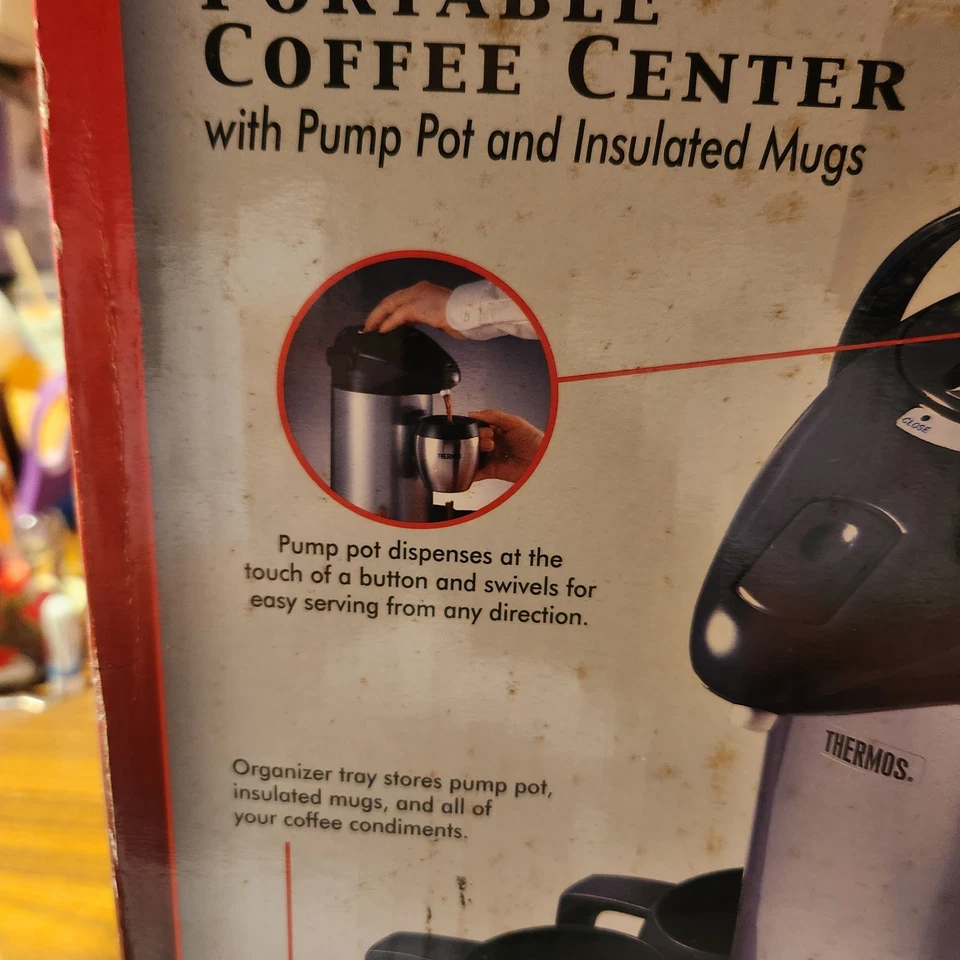 PORTABLE
COFFEE CENTER
with Pump Pot and Insulated Mugs
CLOSE
THERMOS
Pump pot dispenses at the
touch of a button and swivels for
easy serving from any direction.
THERMOS.
Organizer tray stores pump pot,
insulated mugs, and all of
your coffee condiments.